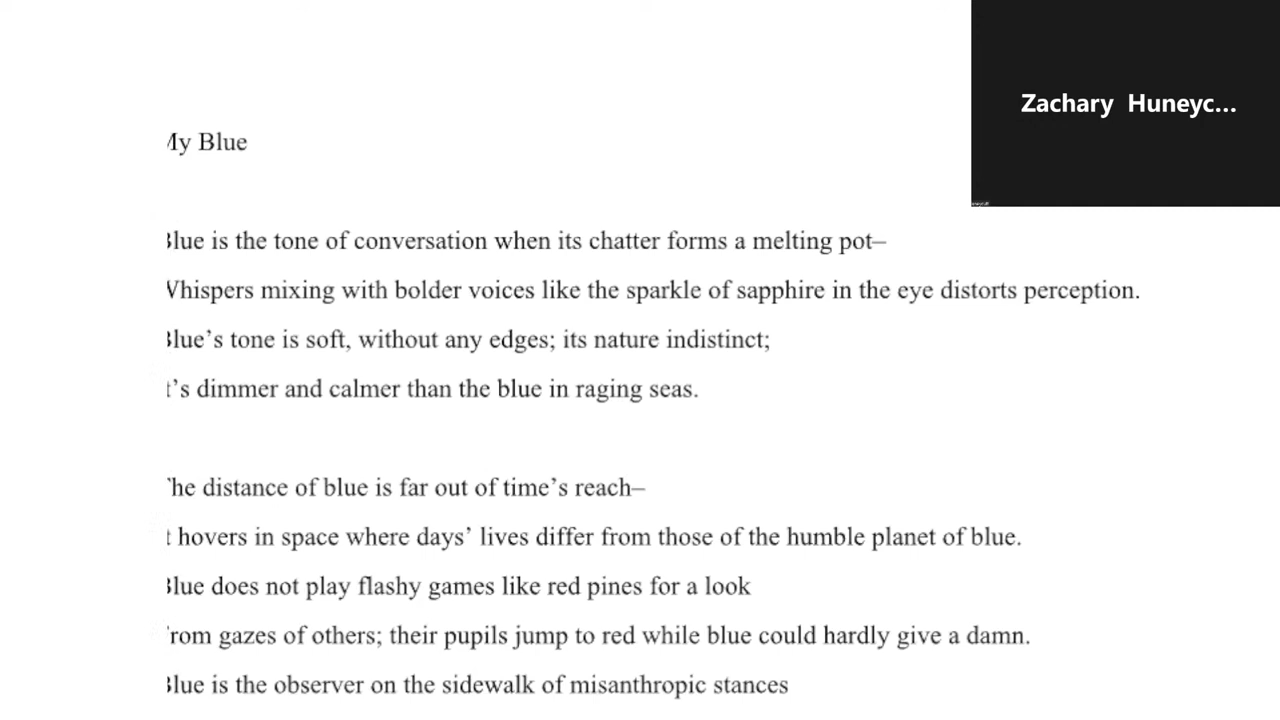 Zachary Huneyc...
My Blue
Blue is the tone of conversation when its chatter forms a melting pot–
Whispers mixing with bolder voices like the sparkle of sapphire in the eye distorts perception.
Blue’s tone is soft, without any edges; its nature indistinct;
It’s dimmer and calmer than the blue in raging seas.
The distance of blue is far out of time’s reach–
It hovers in space where days’ lives differ from those of the humble planet of blue.
Blue does not play flashy games like red pines for a look
From gazes of others; their pupils jump to red while blue could hardly give a damn.
Blue is the observer on the sidewalk of misanthropic stances